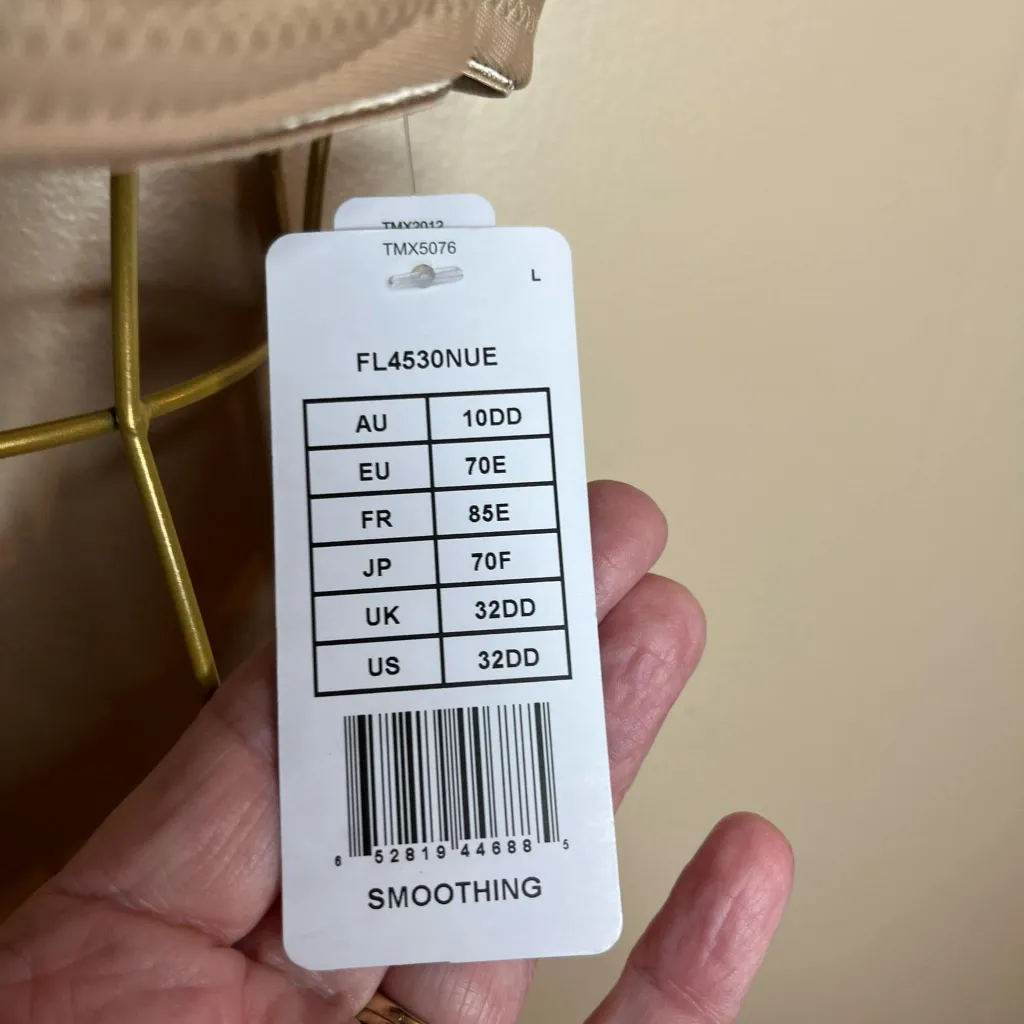 TMX2012
TMX5076
L
FL4530NUE
AU 10DD
EU 70E
FR 85E
JP 70F
UK 32DD
US 32DD
6 52819 44688 5
SMOOTHING